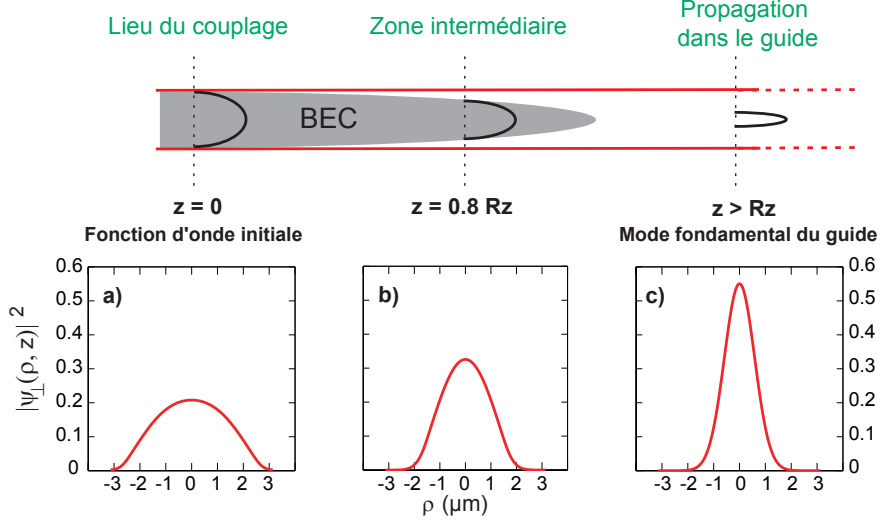 Lieu du couplage
Zone intermédiaire
Propagation
dans le guide
BEC
z = 0
z = 0.8 Rz
z > Rz
Fonction d'onde initiale
Mode fondamental du guide
0.6
0.5
0.4
0.3
0.2
0.1
0
|ψ⊥(ρ, z)|²
a)
-3 -2 -1 0 1 2 3
b)
-3 -2 -1 0 1 2 3
ρ (µm)
c)
-3 -2 -1 0 1 2 3
0.6
0.5
0.4
0.3
0.2
0.1
0